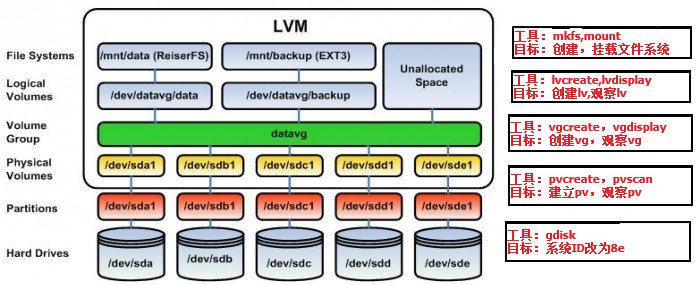 LVM
File Systems
/mnt/data (ReiserFS)
/mnt/backup (EXT3)
Unallocated
Space
Logical
Volumes
/dev/datavg/data
/dev/datavg/backup
Volume
Group
datavg
Physical
Volumes
/dev/sda1
/dev/sdb1
/dev/sdc1
/dev/sdd1
/dev/sde1
Partitions
/dev/sda1
/dev/sdb1
/dev/sdc1
/dev/sdd1
/dev/sde1
Hard Drives
/dev/sda
/dev/sdb
/dev/sdc
/dev/sdd
/dev/sde
工具：mkfs,mount
目标：创建，挂载文件系统
工具：lvcreate,lvdisplay
目标：创建lv,观察lv
工具：vgcreate，vgdisplay
目标：创建vg，观察vg
工具：pvcreate，pvscan
目标：建立pv，观察pv
工具：gdisk
目标：系统ID改为8e